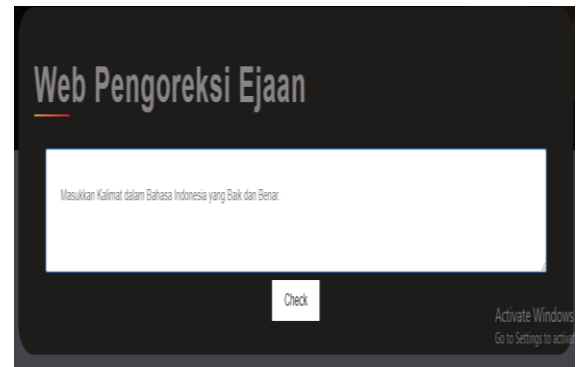 Web Pengoreksi Ejaan
Masukkan Kalimat dalam Bahasa Indonesia yang Baik dan Benar.
Check
Activate Windows
Go to Settings to activat